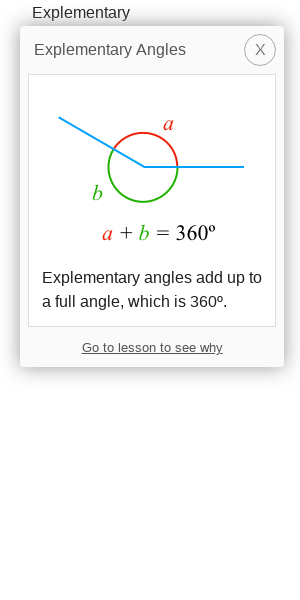 Explementary
Explementary Angles X
a
b
a + b = 360º
Explementary angles add up to
a full angle, which is 360º.
Go to lesson to see why